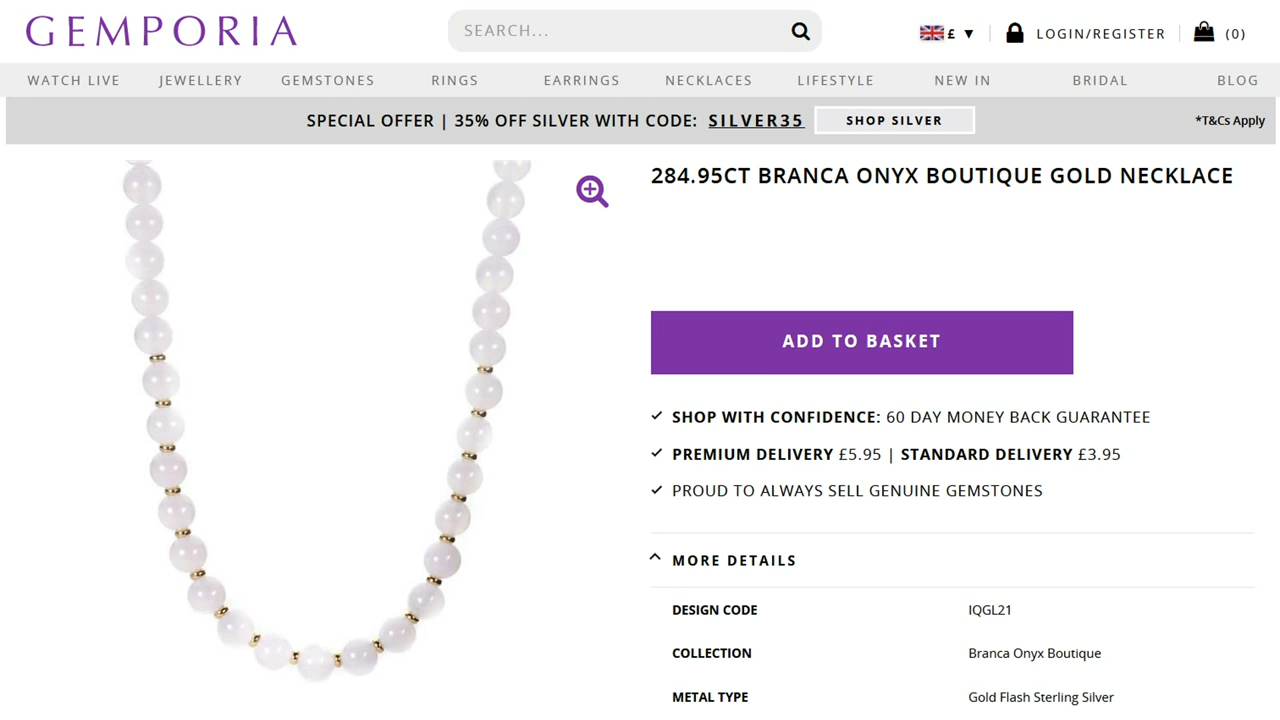 GEMPORIA
SEARCH...
£ ▼
LOGIN/REGISTER
(0)
WATCH LIVE JEWELLERY GEMSTONES RINGS EARRINGS NECKLACES LIFESTYLE NEW IN BRIDAL BLOG
SPECIAL OFFER | 35% OFF SILVER WITH CODE: SILVER35 SHOP SILVER *T&Cs Apply
284.95CT BRANCA ONYX BOUTIQUE GOLD NECKLACE
ADD TO BASKET
SHOP WITH CONFIDENCE: 60 DAY MONEY BACK GUARANTEE
PREMIUM DELIVERY £5.95 | STANDARD DELIVERY £3.95
PROUD TO ALWAYS SELL GENUINE GEMSTONES
MORE DETAILS
DESIGN CODE IQGL21
COLLECTION Branca Onyx Boutique
METAL TYPE Gold Flash Sterling Silver